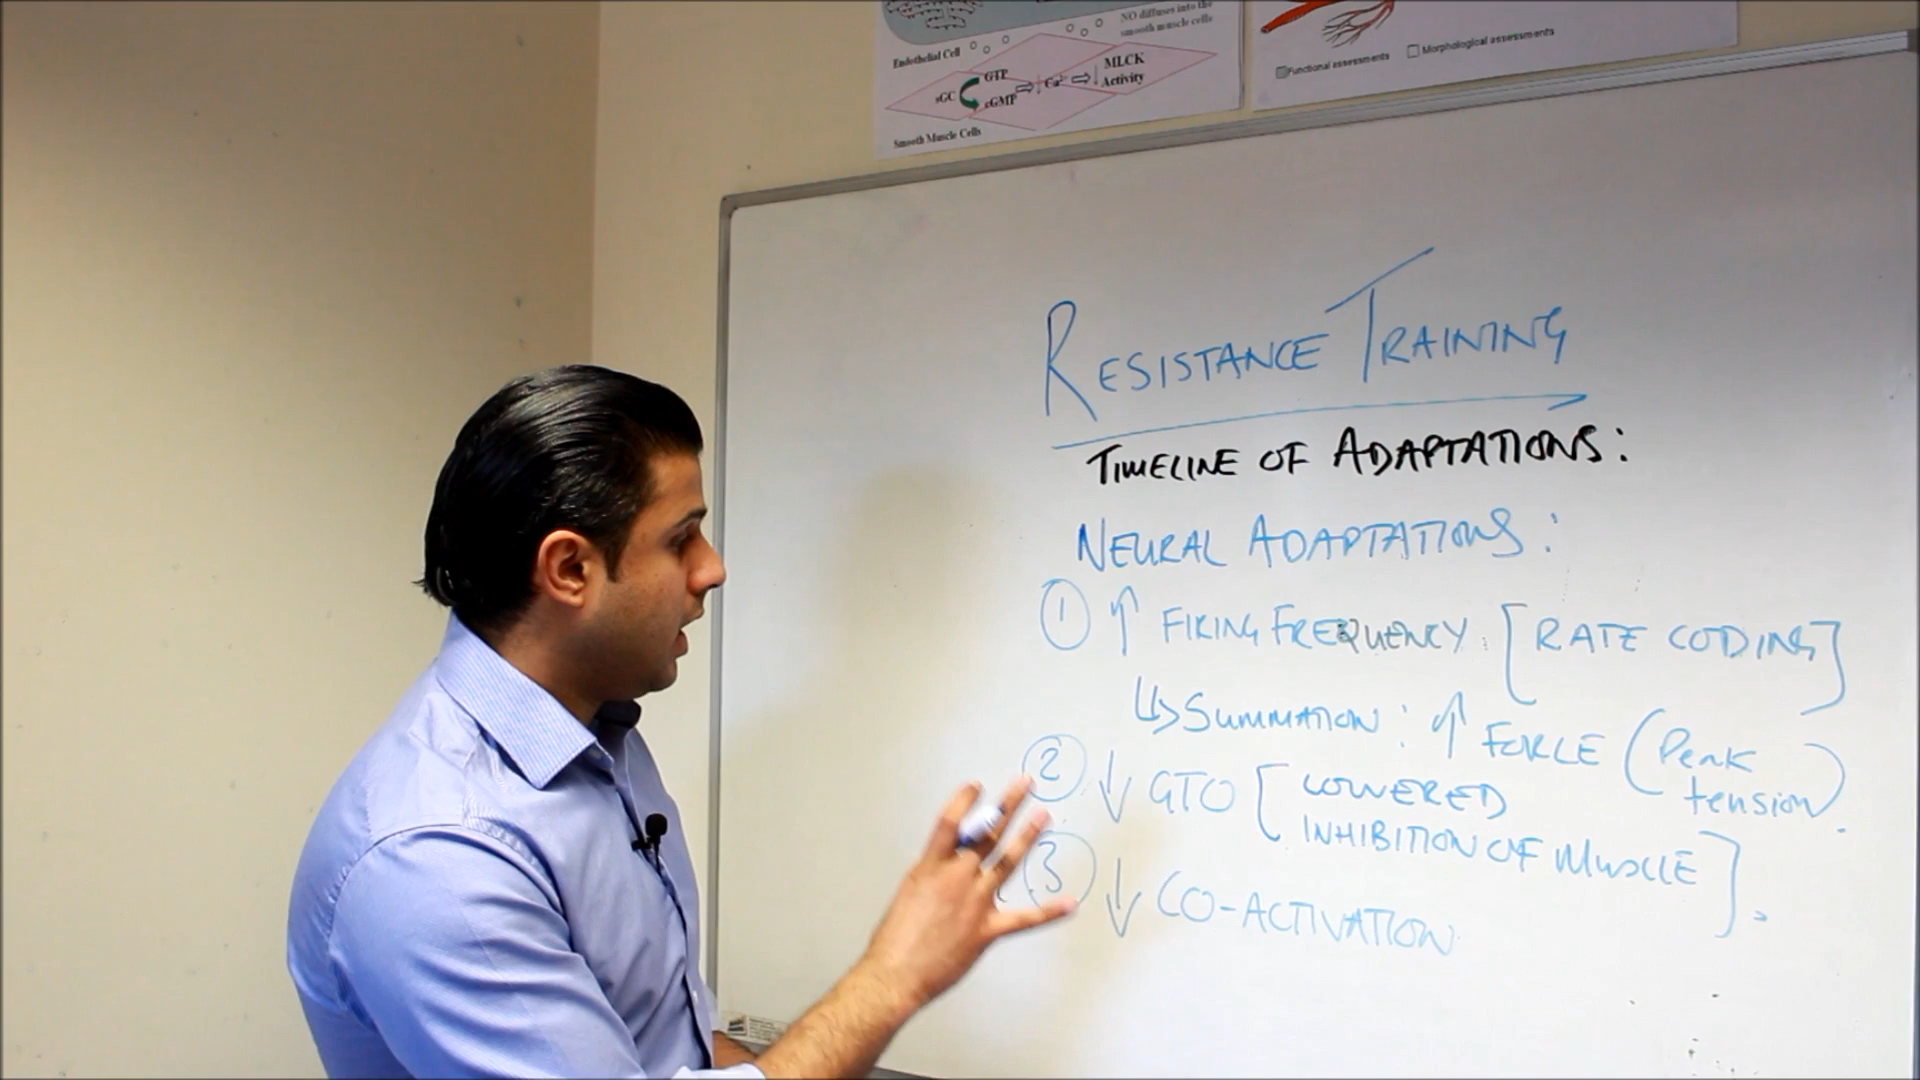 NO diffuses into the
smooth muscle cells
Endothelial Cell
GTP
sGC
cGMP
Ca2+
MLCK
Activity
Smooth Muscle Cells
Functional assessments
Morphological assessments
RESISTANCE TRAINING
TIMELINE OF ADAPTATIONS:
NEURAL ADAPTATIONS:
① ↑ FIRING FREQUENCY. [RATE CODING]
↳> SUMMATION: ↑ FORCE (Peak
tension).
② ↓ GTO [LOWERED
INHIBITION OF MUSCLE].
③ ↓ CO-ACTIVATION